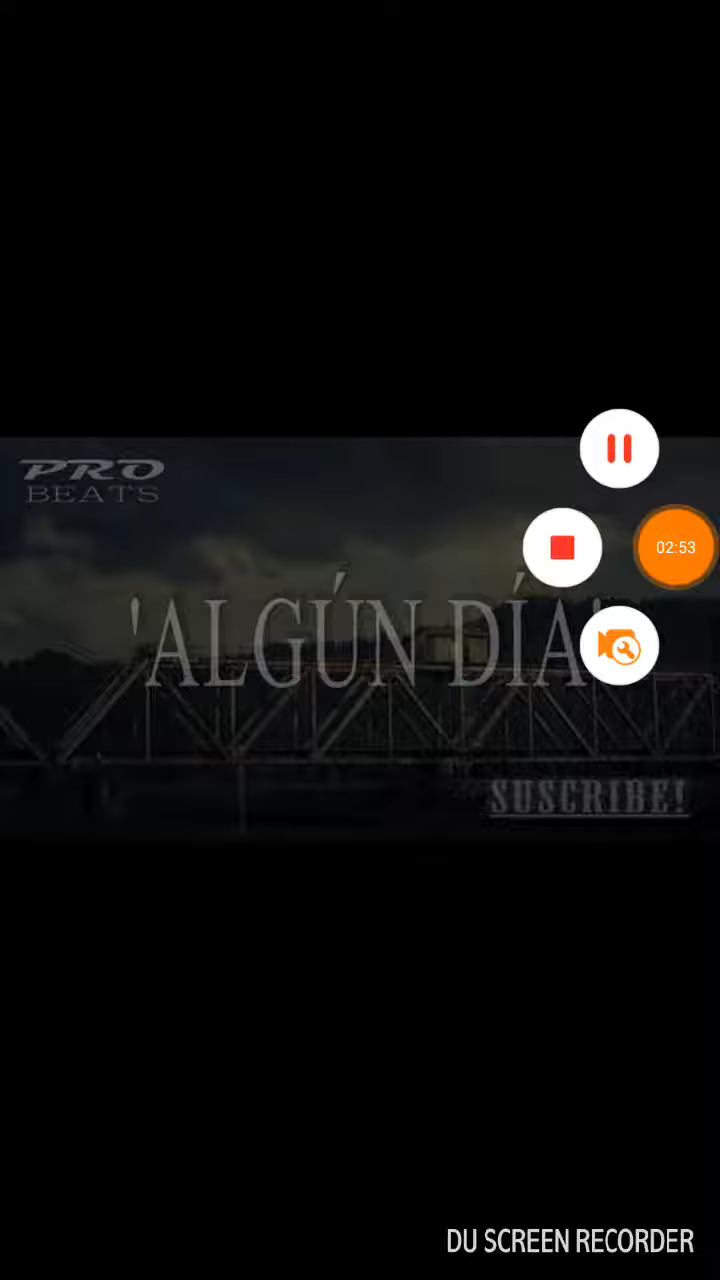 PRO
BEATS
02:53
'ALGÚN DÍA'
SUSCRIBE!
DU SCREEN RECORDER